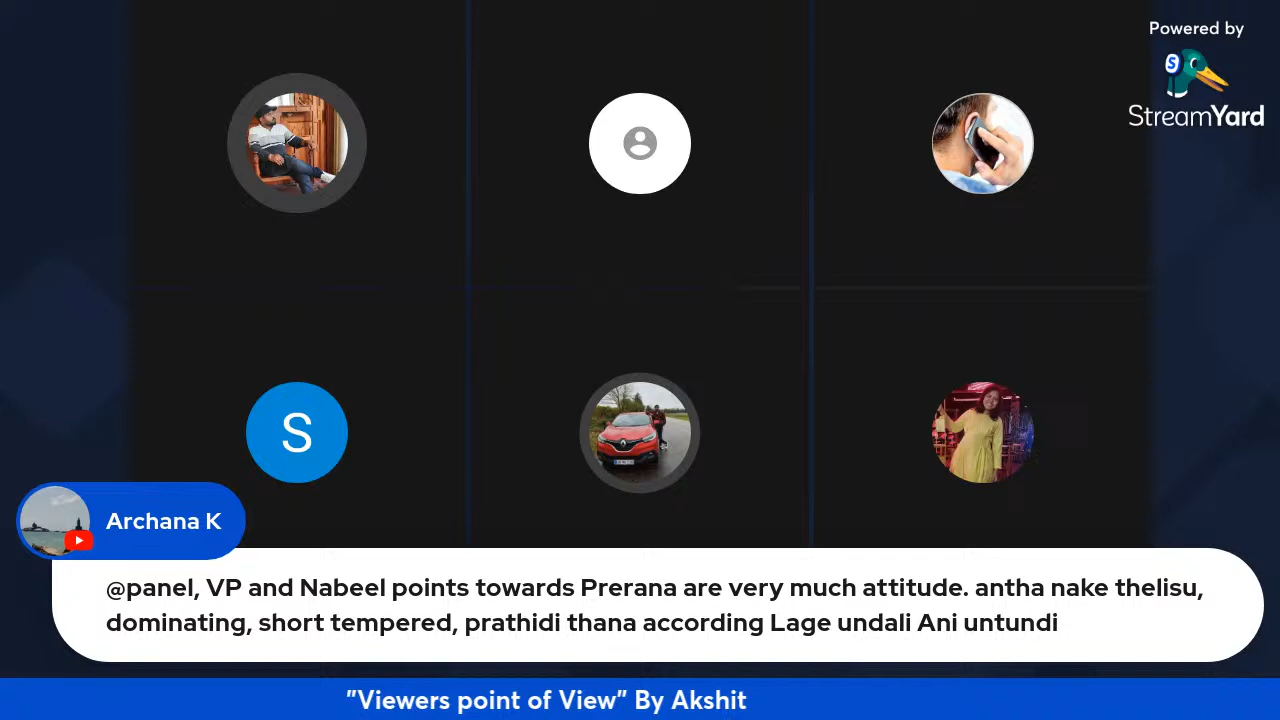 Powered by
S
StreamYard
S
Archana K
@panel, VP and Nabeel points towards Prerana are very much attitude. antha nake thelisu,
dominating, short tempered, prathidi thana according Lage undali Ani untundi
"Viewers point of View" By Akshit